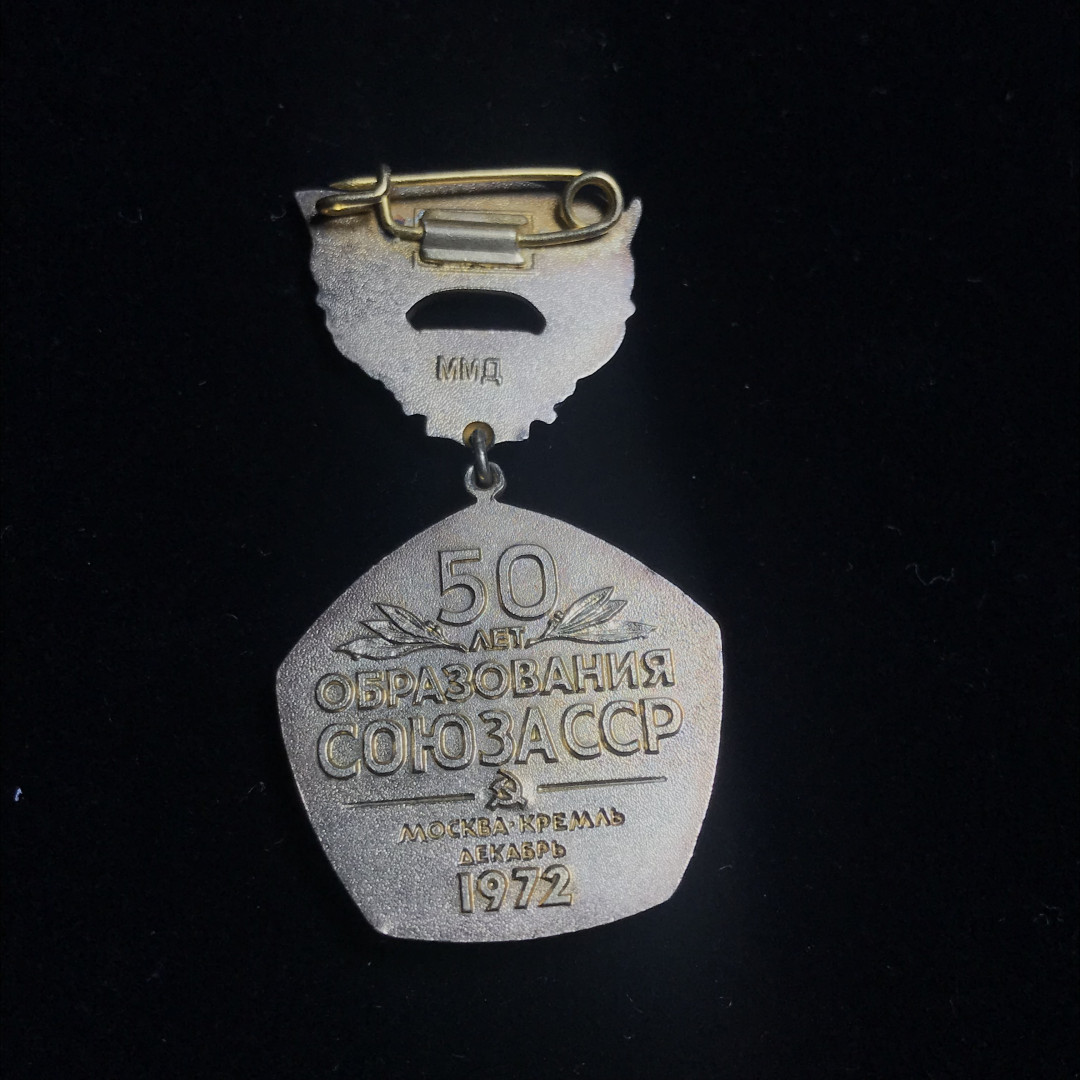 ММД
50
ЛЕТ
ОБРАЗОВАНИЯ
СОЮЗА ССР
МОСКВА·КРЕМЛЬ
ДЕКАБРЬ
1972